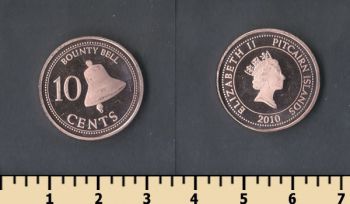 BOUNTY BELL
10
CENTS
ELIZABETH II PITCAIRN ISLANDS
2010
1 2 3 4 5 6 7